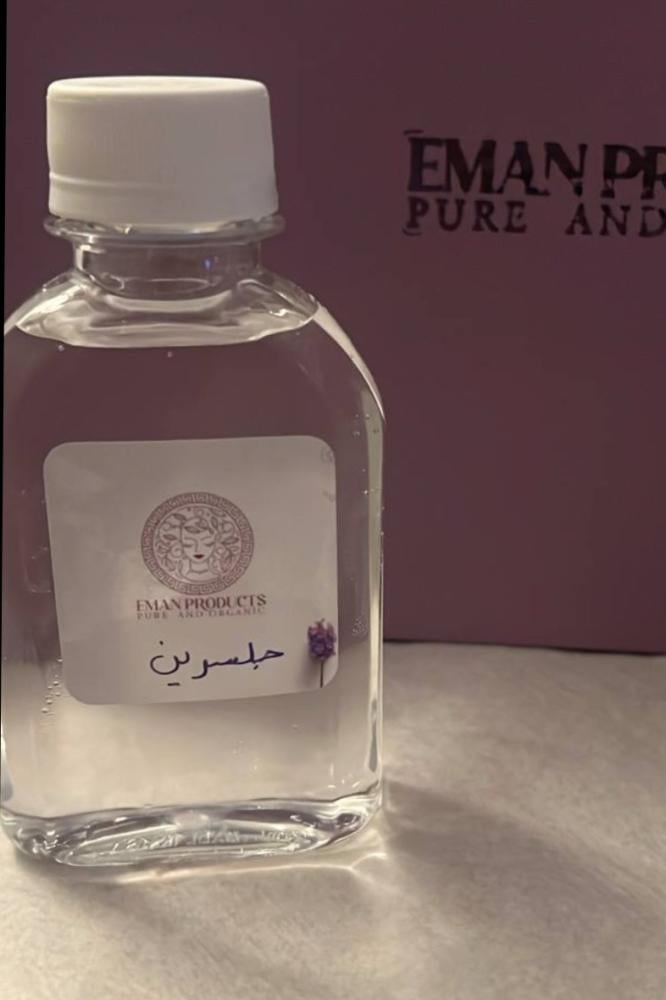 EMAN PR
PURE AND
EMAN PRODUCTS
PURE AND ORGANIC
جلسرين